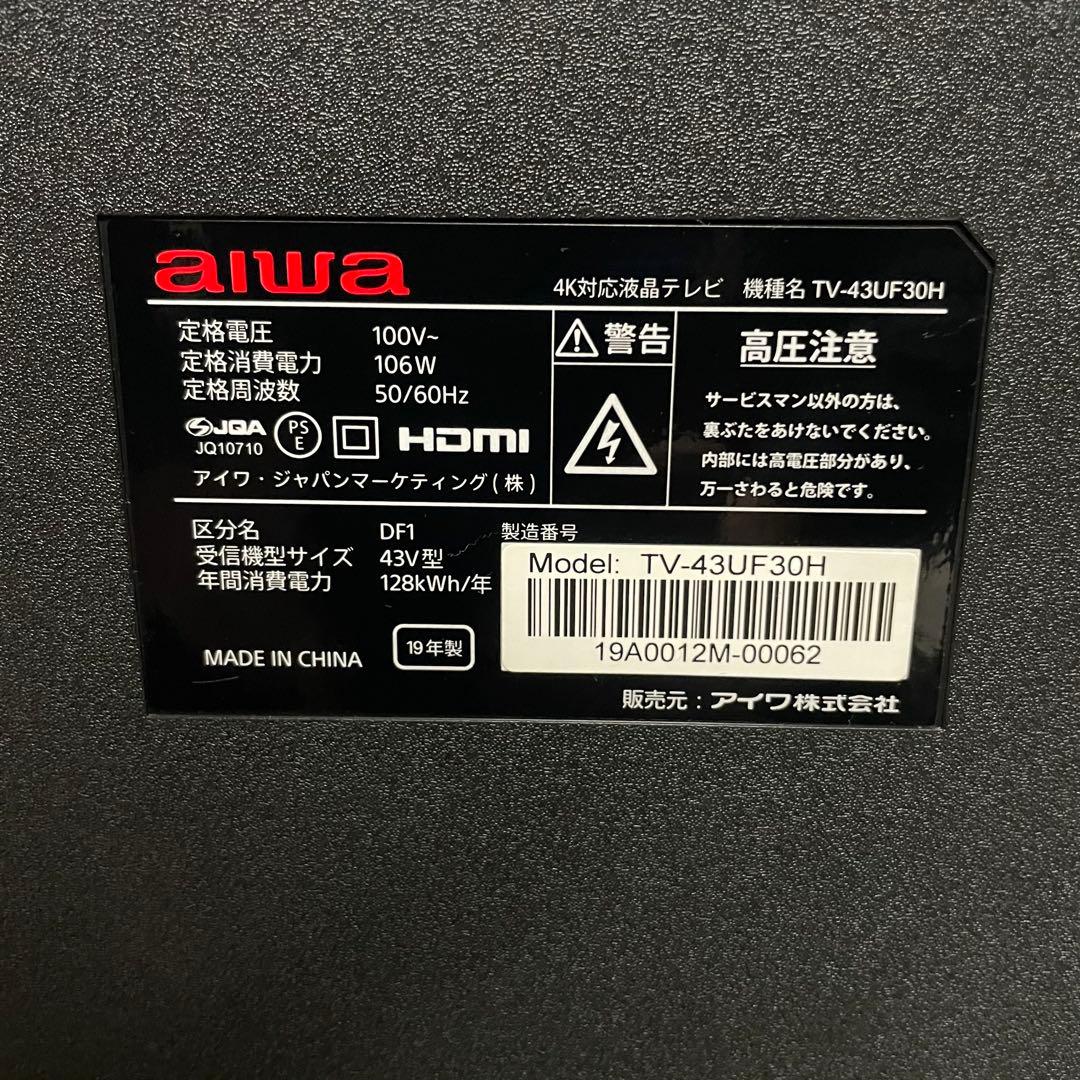 aiwa
4K対応液晶テレビ 機種名 TV-43UF30H
定格電圧 100V~
定格消費電力 106W
定格周波数 50/60Hz
JQA
JQ10710
PS
E
HDMI
アイワ・ジャパンマーケティング(株)
警告
高圧注意
サービスマン以外の方は、
裏ぶたをあけないでください。
内部には高電圧部分があり、
万一さわると危険です。
区分名 DF1
受信機型サイズ 43V型
年間消費電力 128kWh/年
製造番号
Model: TV-43UF30H
19A0012M-00062
MADE IN CHINA
19年製
販売元:アイワ株式会社